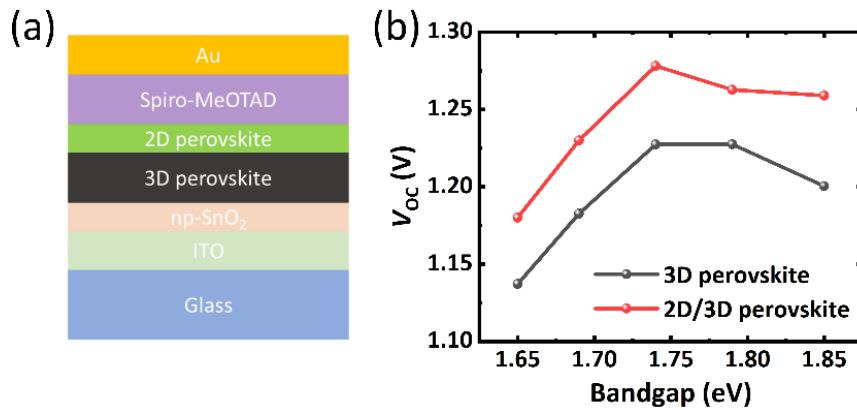 (a)
Au
Spiro-MeOTAD
2D perovskite
3D perovskite
np-SnO₂
ITO
Glass
(b)
1.30
1.25
1.20
1.15
1.10
V_OC (V)
3D perovskite
2D/3D perovskite
1.65 1.70 1.75 1.80 1.85
Bandgap (eV)